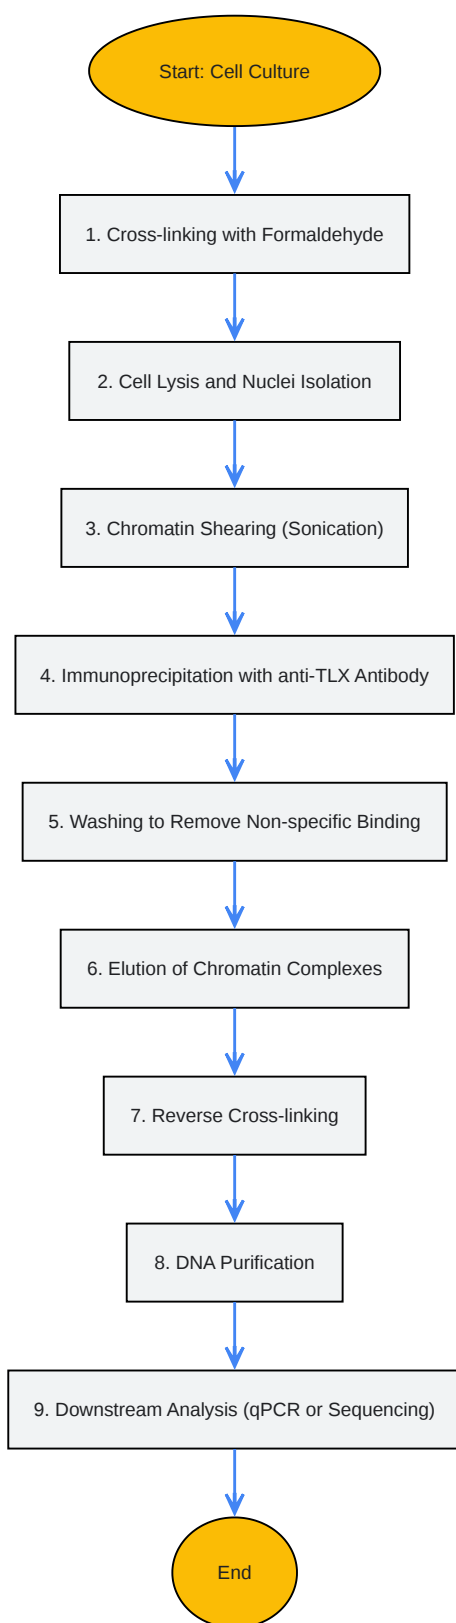 Start: Cell Culture
1. Cross-linking with Formaldehyde
2. Cell Lysis and Nuclei Isolation
3. Chromatin Shearing (Sonication)
4. Immunoprecipitation with anti-TLX Antibody
5. Washing to Remove Non-specific Binding
6. Elution of Chromatin Complexes
7. Reverse Cross-linking
8. DNA Purification
9. Downstream Analysis (qPCR or Sequencing)
End